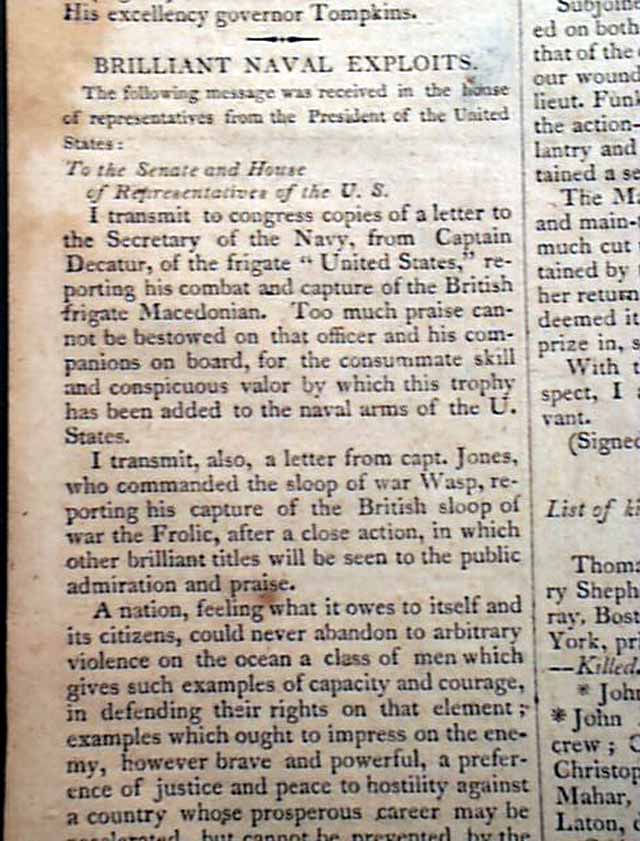 His excellency governor Tompkins.
BRILLIANT NAVAL EXPLOITS.
The following message was received in the house
of representatives from the President of the United
States:
To the Senate and House
of Representatives of the U. S.
I transmit to congress copies of a letter to
the Secretary of the Navy, from Captain
Decatur, of the frigate "United States," re-
porting his combat and capture of the British
frigate Macedonian. Too much praise can-
not be bestowed on that officer and his com-
panions on board, for the consummate skill
and conspicuous valor by which this trophy
has been added to the naval arms of the U.
States.
I transmit, also, a letter from capt. Jones,
who commanded the sloop of war Wasp, re-
porting his capture of the British sloop of
war the Frolic, after a close action, in which
other brilliant titles will be seen to the public
admiration and praise.
A nation, feeling what it owes to itself and
its citizens, could never abandon to arbitrary
violence on the ocean a class of men which
gives such examples of capacity and courage,
in defending their rights on that element;
examples which ought to impress on the ene-
my, however brave and powerful, a prefer-
ence of justice and peace to hostility against
a country whose prosperous career may be
accelerated, but cannot be prevented by the
Subjoine
ed on both
that of the
our wound
lieut. Funk
the action-
lantry and
tained a se
The Ma
and main-
much cut
tained by
her return
deemed it
prize in, s
With t
spect, I a
vant.
(Signed
List of ki
Thoma
ry Sheph
ray, Bost
York, pri
—Killed.
* John
* John
crew; C
Christop
Mahar,
Laton, d